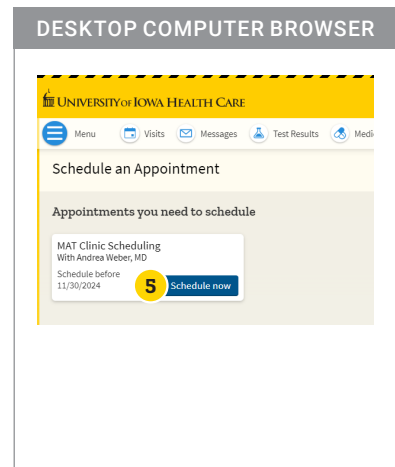 DESKTOP COMPUTER BROWSER
UNIVERSITY OF IOWA HEALTH CARE
Menu Visits Messages Test Results Medi
Schedule an Appointment
Appointments you need to schedule
MAT Clinic Scheduling
With Andrea Weber, MD
Schedule before
11/30/2024
5 Schedule now